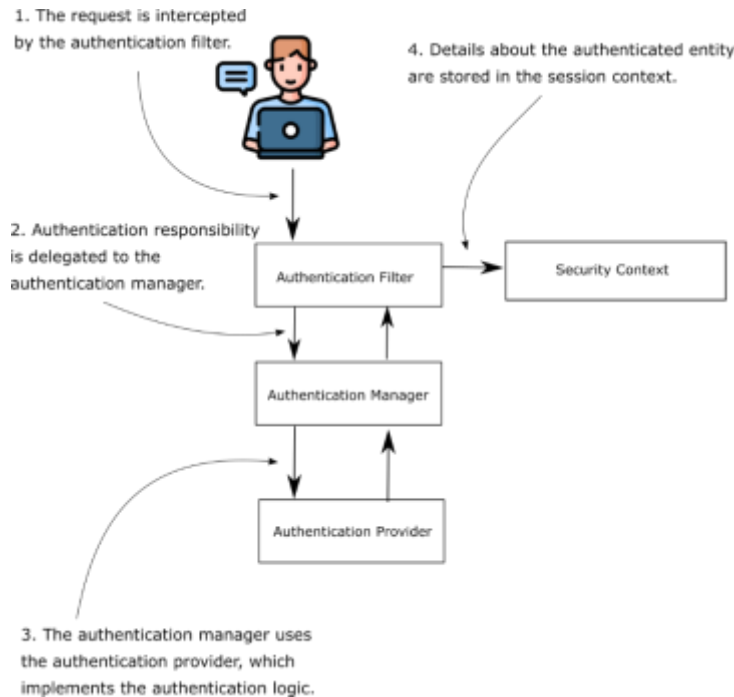 1. The request is intercepted
by the authentication filter.
4. Details about the authenticated entity
are stored in the session context.
2. Authentication responsibility
is delegated to the
authentication manager.
Authentication Filter
Security Context
Authentication Manager
Authentication Provider
3. The authentication manager uses
the authentication provider, which
implements the authentication logic.